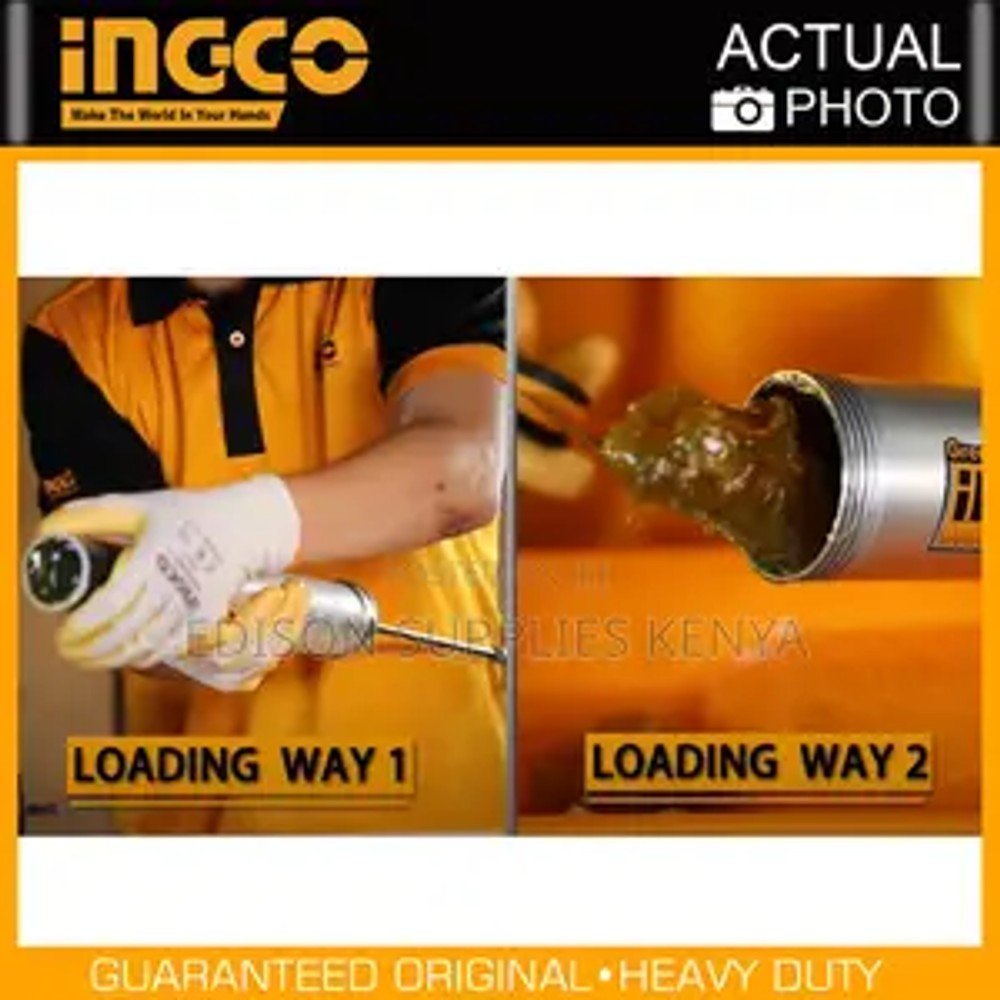 INGCO
Make The World In Your Hands
ACTUAL
PHOTO
INGCO
EDISON SUPPLIES KENYA
LOADING WAY 1
LOADING WAY 2
GUARANTEED ORIGINAL • HEAVY DUTY